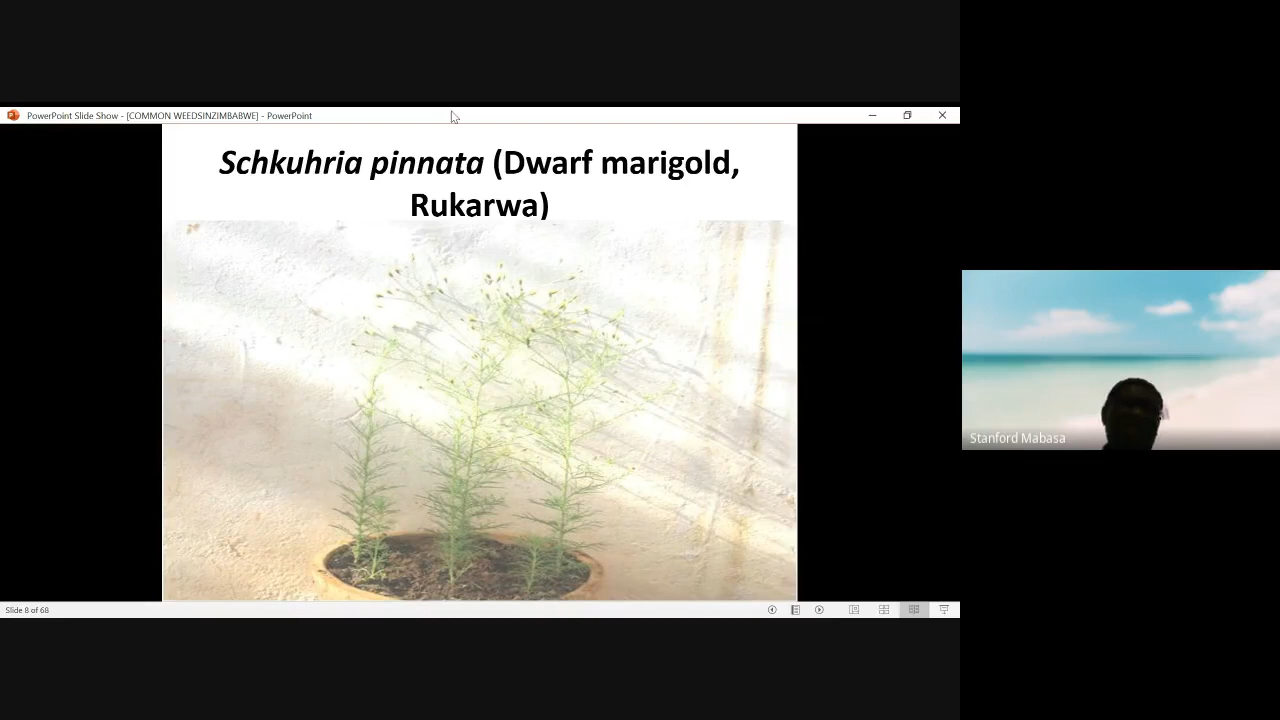 PowerPoint Slide Show - [COMMON WEEDSINZIMBABWE] - PowerPoint
Schkuhria pinnata (Dwarf marigold,
Rukarwa)
Stanford Mabasa
Slide 8 of 68